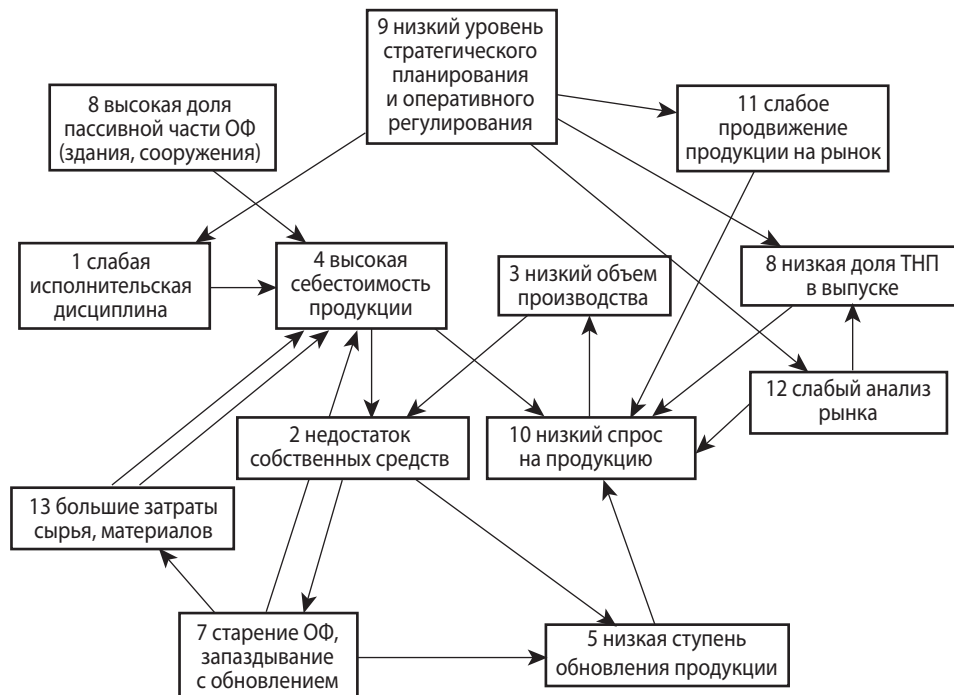 9 низкий уровень
стратегического
планирования
и оперативного
регулирования
8 высокая доля
пассивной части ОФ
(здания, сооружения)
11 слабое
продвижение
продукции на рынок
1 слабая
исполнительская
дисциплина
4 высокая
себестоимость
продукции
3 низкий объем
производства
8 низкая доля ТНП
в выпуске
12 слабый анализ
рынка
2 недостаток
собственных средств
10 низкий спрос
на продукцию
13 большие затраты
сырья, материалов
7 старение ОФ,
запаздывание
с обновлением
5 низкая ступень
обновления продукции